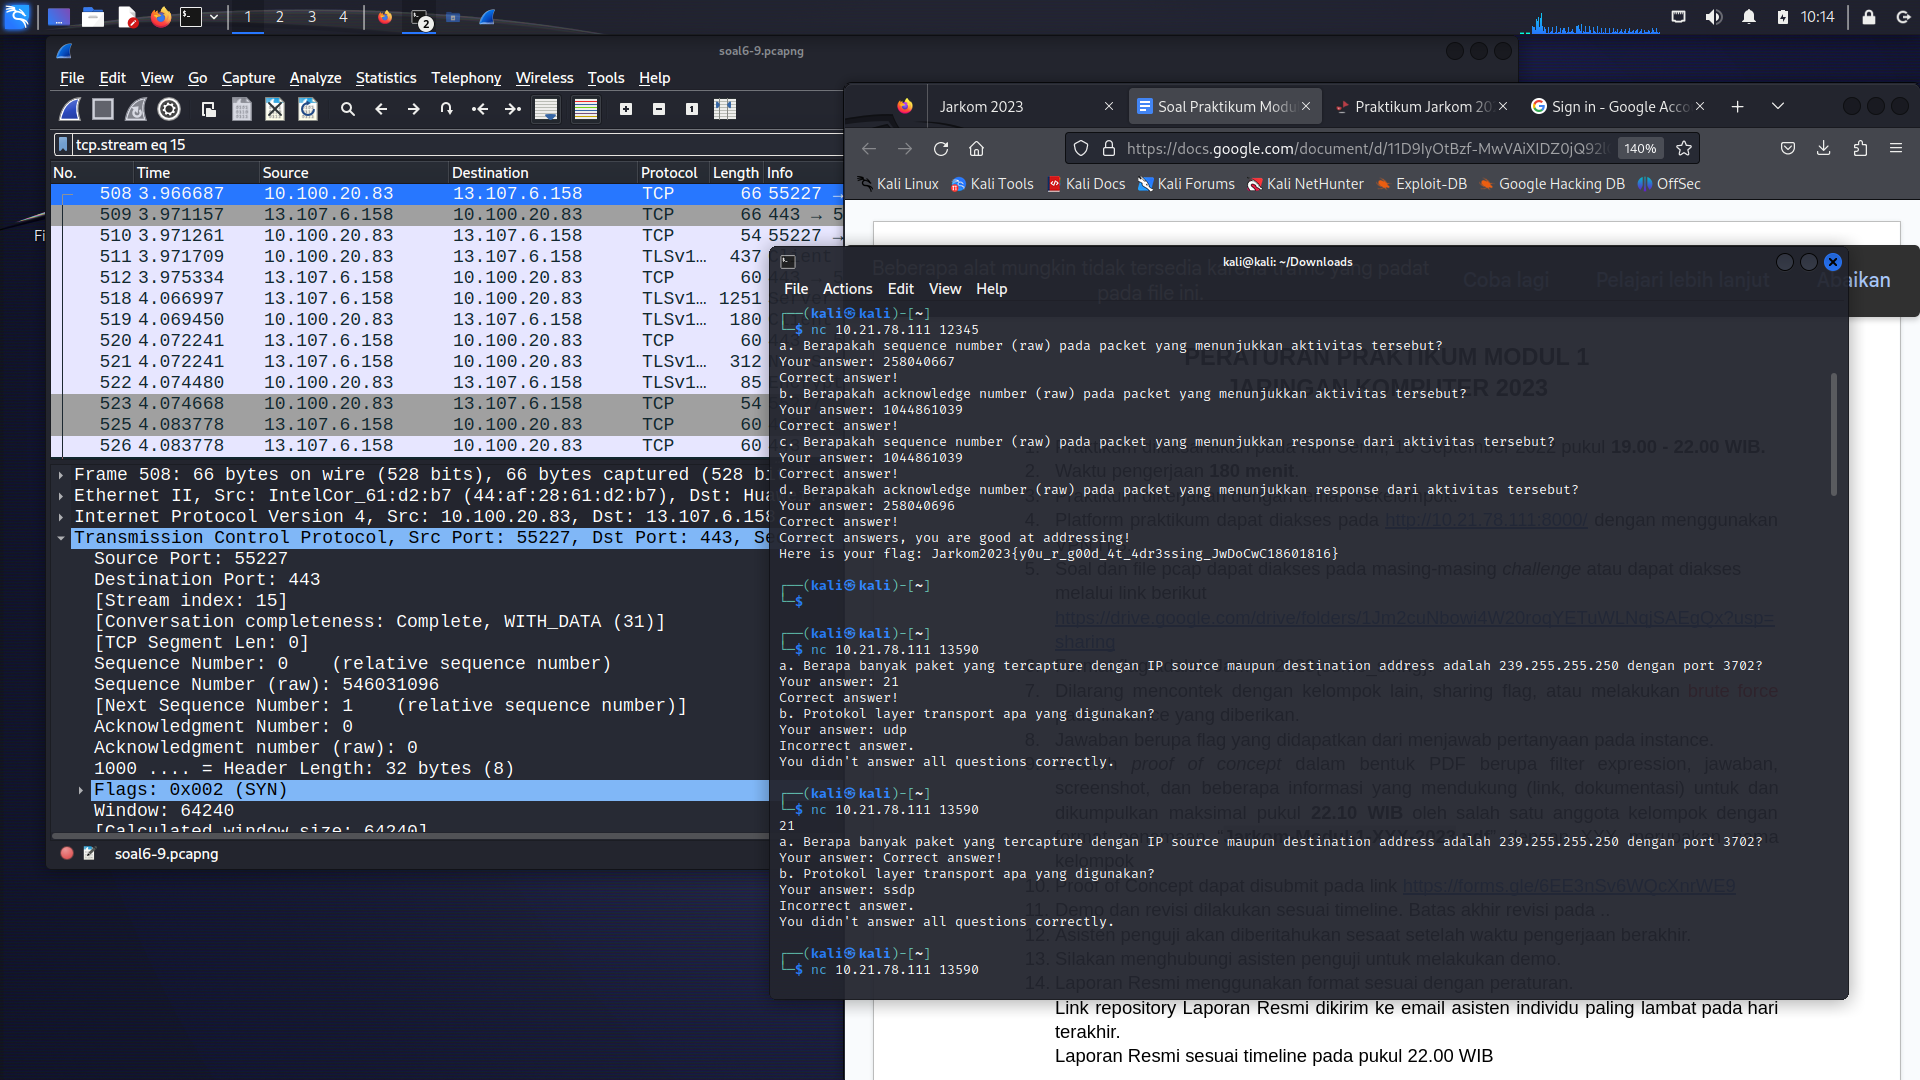 1 2 3 4
2
10:14
soal6-9.pcapng
File Edit View Go Capture Analyze Statistics Telephony Wireless Tools Help
tcp.stream eq 15
No. Time Source Destination Protocol Length Info
508 3.966687 10.100.20.83 13.107.6.158 TCP 66 55227 →
509 3.971157 13.107.6.158 10.100.20.83 TCP 66 443 → 5
510 3.971261 10.100.20.83 13.107.6.158 TCP 54 55227 →
511 3.971709 10.100.20.83 13.107.6.158 TLSv1… 437
512 3.975334 13.107.6.158 10.100.20.83 TCP 60
518 4.066997 13.107.6.158 10.100.20.83 TLSv1… 1251
519 4.069450 10.100.20.83 13.107.6.158 TLSv1… 180
520 4.072241 13.107.6.158 10.100.20.83 TCP 60
521 4.072241 13.107.6.158 10.100.20.83 TLSv1… 312
522 4.074480 10.100.20.83 13.107.6.158 TLSv1… 85
523 4.074668 10.100.20.83 13.107.6.158 TCP 54
525 4.083778 13.107.6.158 10.100.20.83 TCP 60
526 4.083778 13.107.6.158 10.100.20.83 TCP 60
Frame 508: 66 bytes on wire (528 bits), 66 bytes captured (528 bi
Ethernet II, Src: IntelCor_61:d2:b7 (44:af:28:61:d2:b7), Dst: Hua
Internet Protocol Version 4, Src: 10.100.20.83, Dst: 13.107.6.158
Transmission Control Protocol, Src Port: 55227, Dst Port: 443, Se
Source Port: 55227
Destination Port: 443
[Stream index: 15]
[Conversation completeness: Complete, WITH_DATA (31)]
[TCP Segment Len: 0]
Sequence Number: 0 (relative sequence number)
Sequence Number (raw): 546031096
[Next Sequence Number: 1 (relative sequence number)]
Acknowledgment Number: 0
Acknowledgment number (raw): 0
1000 .... = Header Length: 32 bytes (8)
Flags: 0x002 (SYN)
Window: 64240
[Calculated window size: 64240]
soal6-9.pcapng
Jarkom 2023
Soal Praktikum Modu
Praktikum Jarkom 20
Sign in - Google Acco
https://docs.google.com/document/d/11D9IyOtBzf-MwVAiXIDZ0jQ92l
140%
Kali Linux Kali Tools Kali Docs Kali Forums Kali NetHunter Exploit-DB Google Hacking DB OffSec
Beberapa alat mungkin tidak tersedia karena trafic yang padat
pada file ini.
Coba lagi Pelajari lebih lanjut Abaikan
kali@kali: ~/Downloads
File Actions Edit View Help
┌──(kali㉿kali)-[~]
└─$ nc 10.21.78.111 12345
a. Berapakah sequence number (raw) pada packet yang menunjukkan aktivitas tersebut?
Your answer: 258040667
Correct answer!
b. Berapakah acknowledge number (raw) pada packet yang menunjukkan aktivitas tersebut?
Your answer: 1044861039
Correct answer!
c. Berapakah sequence number (raw) pada packet yang menunjukkan response dari aktivitas tersebut?
Your answer: 1044861039
Correct answer!
d. Berapakah acknowledge number (raw) pada packet yang menunjukkan response dari aktivitas tersebut?
Your answer: 258040696
Correct answer!
Correct answers, you are good at addressing!
Here is your flag: Jarkom2023{y0u_r_g00d_4t_4dr3ssing_JwDoCwC18601816}
┌──(kali㉿kali)-[~]
└─$
┌──(kali㉿kali)-[~]
└─$ nc 10.21.78.111 13590
a. Berapa banyak paket yang tercapture dengan IP source maupun destination address adalah 239.255.255.250 dengan port 3702?
Your answer: 21
Correct answer!
b. Protokol layer transport apa yang digunakan?
Your answer: udp
Incorrect answer.
You didn't answer all questions correctly.
┌──(kali㉿kali)-[~]
└─$ nc 10.21.78.111 13590
21
a. Berapa banyak paket yang tercapture dengan IP source maupun destination address adalah 239.255.255.250 dengan port 3702?
Your answer: Correct answer!
b. Protokol layer transport apa yang digunakan?
Your answer: ssdp
Incorrect answer.
You didn't answer all questions correctly.
┌──(kali㉿kali)-[~]
└─$ nc 10.21.78.111 13590
PERATURAN PRAKTIKUM MODUL 1
JARINGAN KOMPUTER 2023
19.00 - 22.00 WIB.
2. Waktu pengerjaan 180 menit.
4. Platform praktikum dapat diakses pada http://10.21.78.111:8000/ dengan menggunakan
5. Soal dan file pcap dapat diakses pada masing-masing challenge atau dapat diakses
melalui link berikut
sharing
7. Dilarang mencontek dengan kelompok lain, sharing flag, atau melakukan brute force
yang diberikan.
8. Jawaban berupa flag yang didapatkan dari menjawab pertanyaan pada instance.
proof of concept dalam bentuk PDF berupa filter expression, jawaban,
screenshot, dan beberapa informasi yang mendukung (link, dokumentasi) untuk dan
dikumpulkan maksimal pukul 22.10 WIB oleh salah satu anggota kelompok dengan
kelompok
10. Proof of Concept dapat disubmit pada link
11. Demo dan revisi dilakukan sesuai timeline. Batas akhir revisi pada ..
12. Asisten penguji akan diberitahukan sesaat setelah waktu pengerjaan berakhir.
13. Silakan menghubungi asisten penguji untuk melakukan demo.
14. Laporan Resmi menggunakan format sesuai dengan peraturan.
Link repository Laporan Resmi dikirim ke email asisten individu paling lambat pada hari
terakhir.
Laporan Resmi sesuai timeline pada pukul 22.00 WIB